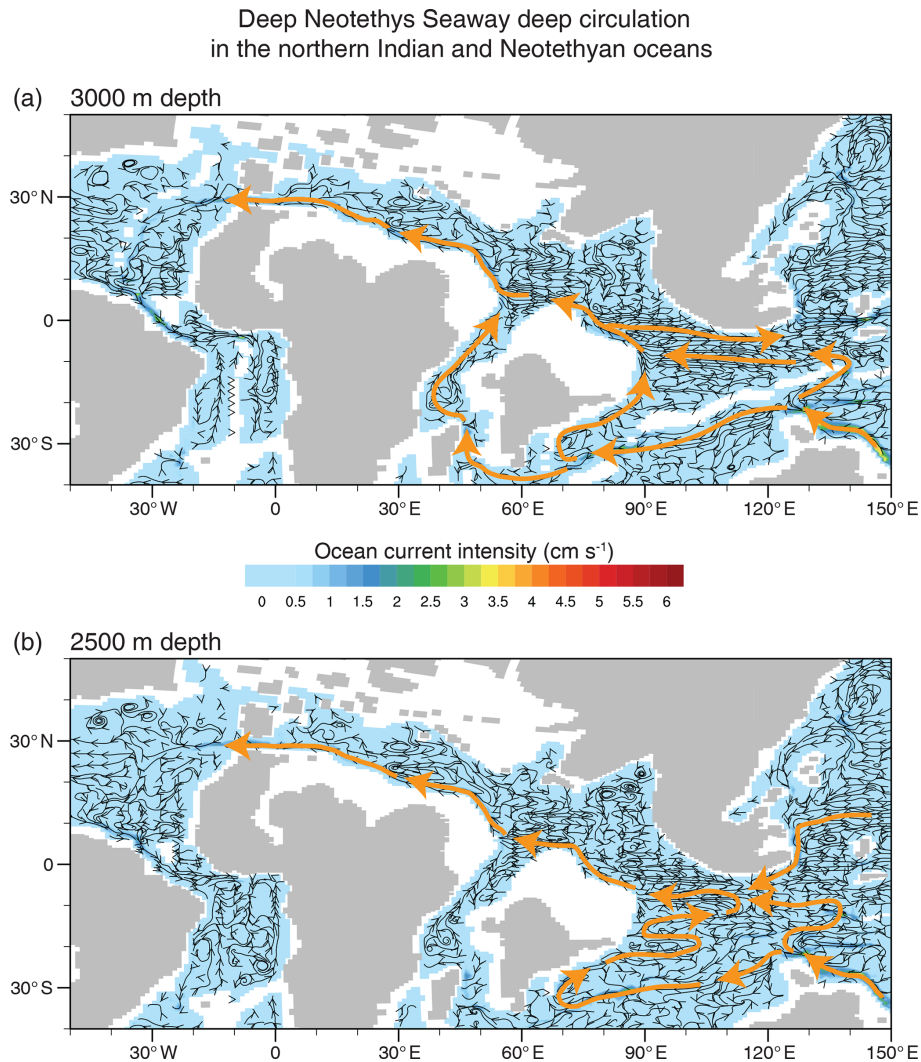 Deep Neotethys Seaway deep circulation
in the northern Indian and Neotethyan oceans
(a) 3000 m depth
30° N
0
30° S
30° W 0 30° E 60° E 90° E 120° E 150° E
Ocean current intensity (cm s⁻¹)
0 0.5 1 1.5 2 2.5 3 3.5 4 4.5 5 5.5 6
(b) 2500 m depth
30° N
0
30° S
30° W 0 30° E 60° E 90° E 120° E 150° E